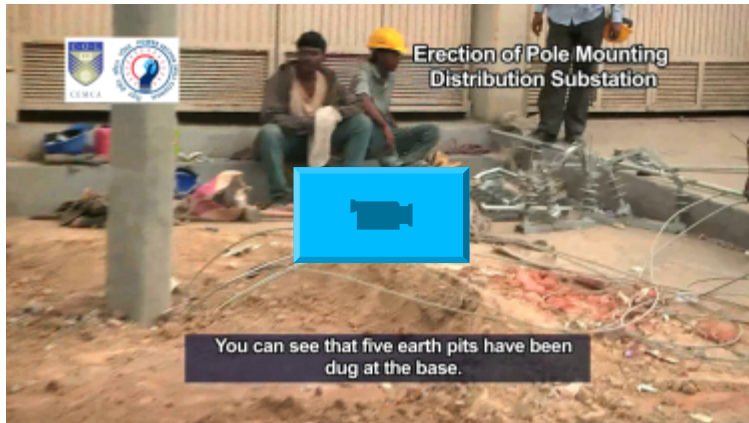 COL
CEMCA
Erection of Pole Mounting
Distribution Substation
You can see that five earth pits have been
dug at the base.